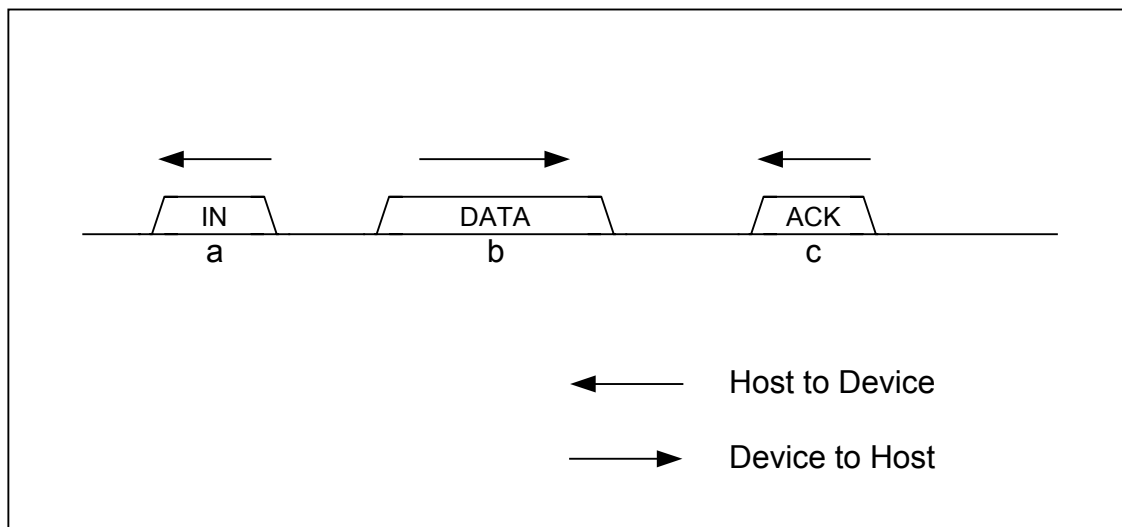 IN DATA ACK
a b c
Host to Device
Device to Host